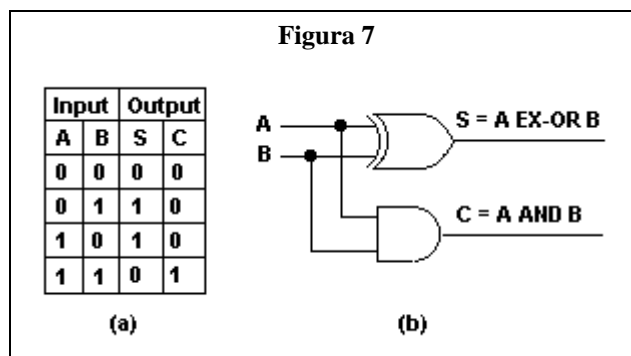 Figura 7
Input Output
A B S C
0 0 0 0
0 1 1 0
1 0 1 0
1 1 0 1
(a)
A
B
S = A EX-OR B
C = A AND B
(b)